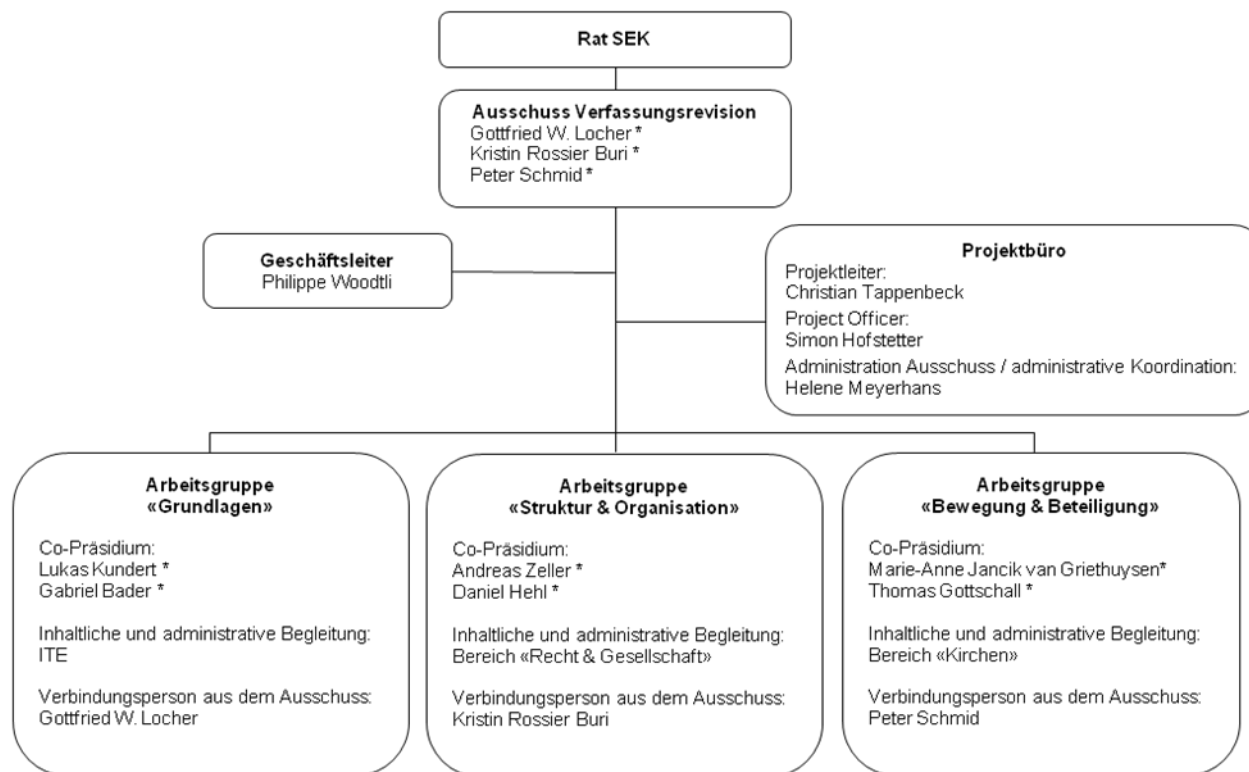 Rat SEK
Ausschuss Verfassungsrevision
Gottfried W. Locher *
Kristin Rossier Buri *
Peter Schmid *
Geschäftsleiter
Philippe Woodtli
Projektbüro
Projektleiter:
Christian Tappenbeck
Project Officer:
Simon Hofstetter
Administration Ausschuss / administrative Koordination:
Helene Meyerhans
Arbeitsgruppe
«Grundlagen»
Co-Präsidium:
Lukas Kundert *
Gabriel Bader *
Inhaltliche und administrative Begleitung:
ITE
Verbindungsperson aus dem Ausschuss:
Gottfried W. Locher
Arbeitsgruppe
«Struktur & Organisation»
Co-Präsidium:
Andreas Zeller *
Daniel Hehl *
Inhaltliche und administrative Begleitung:
Bereich «Recht & Gesellschaft»
Verbindungsperson aus dem Ausschuss:
Kristin Rossier Buri
Arbeitsgruppe
«Bewegung & Beteiligung»
Co-Präsidium:
Marie-Anne Jancik van Griethuysen*
Thomas Gottschall *
Inhaltliche und administrative Begleitung:
Bereich «Kirchen»
Verbindungsperson aus dem Ausschuss:
Peter Schmid